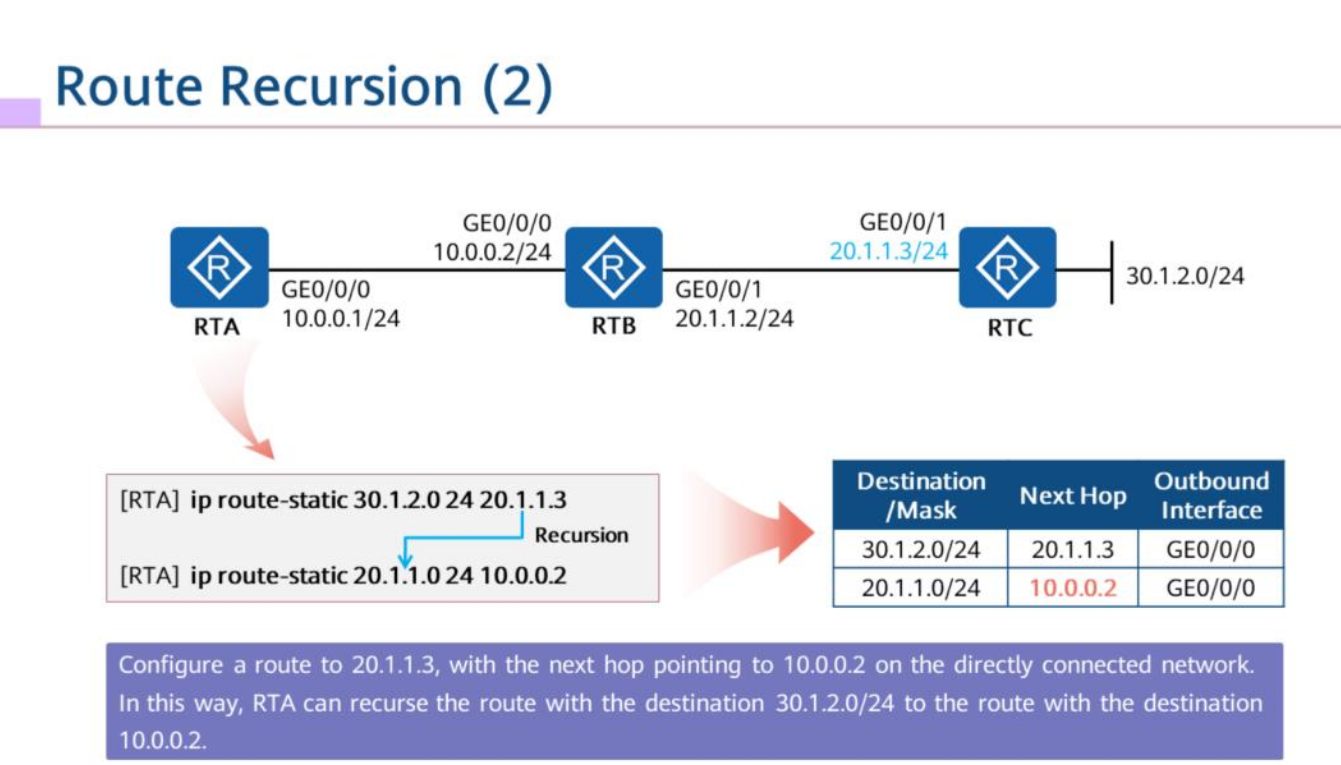 Route Recursion (2)
GE0/0/0
10.0.0.2/24
GE0/0/1
20.1.1.3/24
R
R
R
30.1.2.0/24
GE0/0/0
10.0.0.1/24
GE0/0/1
20.1.1.2/24
RTA
RTB
RTC
[RTA] ip route-static 30.1.2.0 24 20.1.1.3
Recursion
[RTA] ip route-static 20.1.1.0 24 10.0.0.2
Destination /Mask Next Hop Outbound Interface
30.1.2.0/24 20.1.1.3 GE0/0/0
20.1.1.0/24 10.0.0.2 GE0/0/0
Configure a route to 20.1.1.3, with the next hop pointing to 10.0.0.2 on the directly connected network.
In this way, RTA can recurse the route with the destination 30.1.2.0/24 to the route with the destination
10.0.0.2.